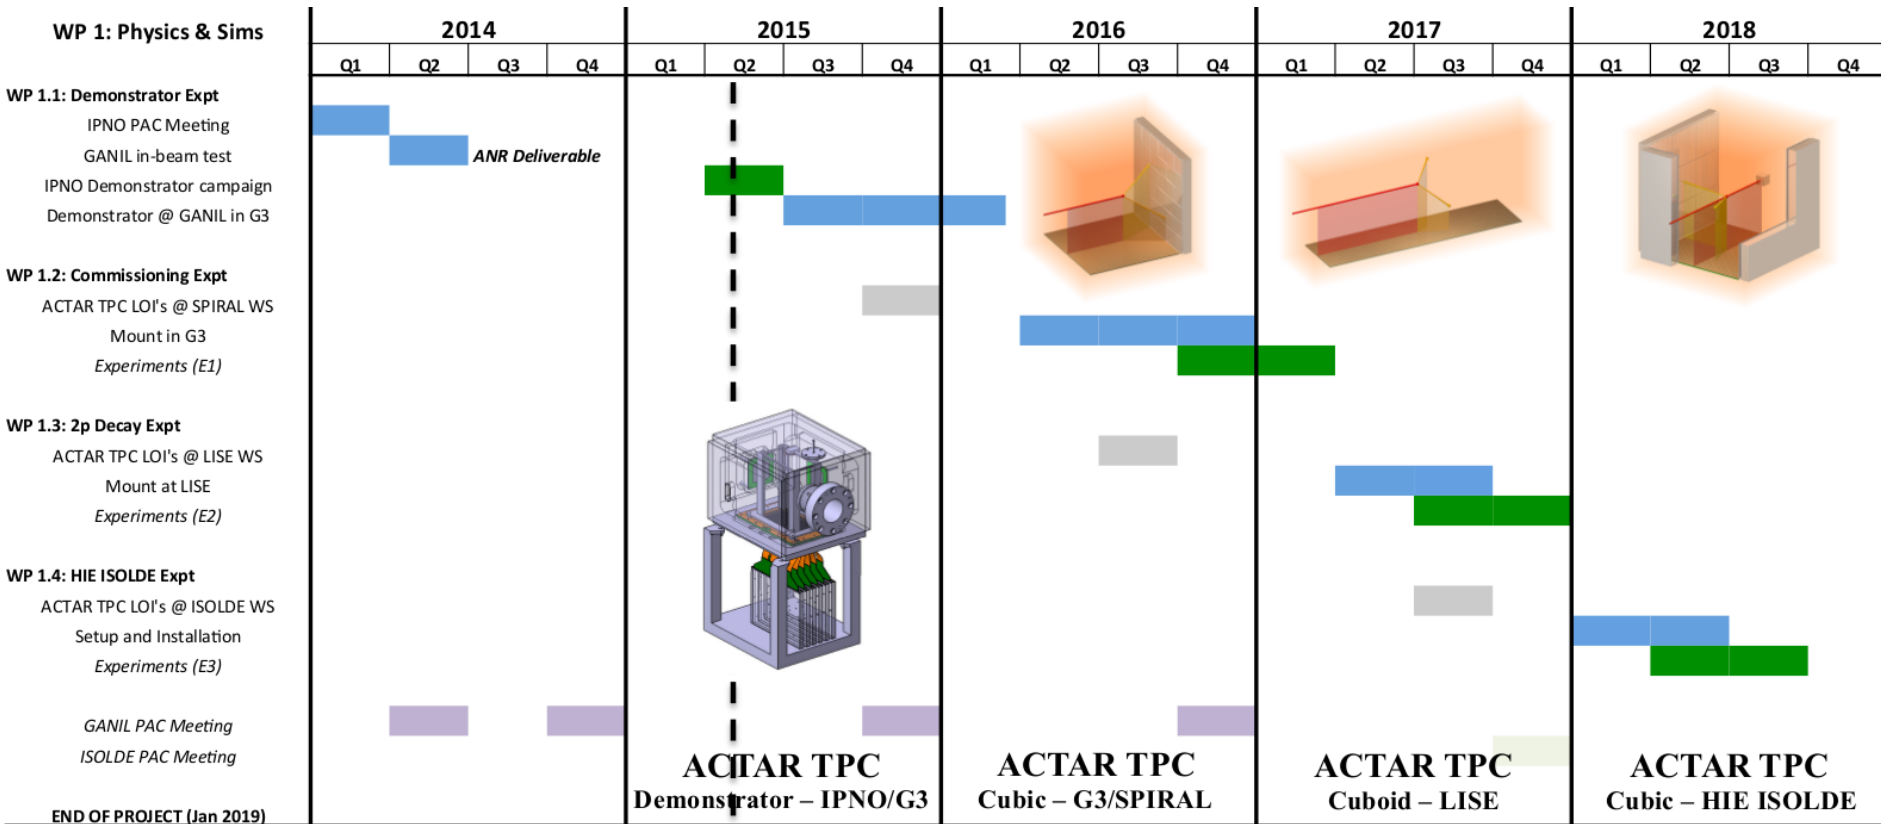 WP 1: Physics & Sims 2014 2015 2016 2017 2018
Q1 Q2 Q3 Q4 Q1 Q2 Q3 Q4 Q1 Q2 Q3 Q4 Q1 Q2 Q3 Q4 Q1 Q2 Q3 Q4
WP 1.1: Demonstrator Expt
IPNO PAC Meeting
GANIL in-beam test ANR Deliverable
IPNO Demonstrator campaign
Demonstrator @ GANIL in G3
WP 1.2: Commissioning Expt
ACTAR TPC LOI's @ SPIRAL WS
Mount in G3
Experiments (E1)
WP 1.3: 2p Decay Expt
ACTAR TPC LOI's @ LISE WS
Mount at LISE
Experiments (E2)
WP 1.4: HIE ISOLDE Expt
ACTAR TPC LOI's @ ISOLDE WS
Setup and Installation
Experiments (E3)
GANIL PAC Meeting
ISOLDE PAC Meeting
ACTAR TPC ACTAR TPC ACTAR TPC ACTAR TPC
Demonstrator – IPNO/G3 Cubic – G3/SPIRAL Cuboid – LISE Cubic – HIE ISOLDE
END OF PROJECT (Jan 2019)